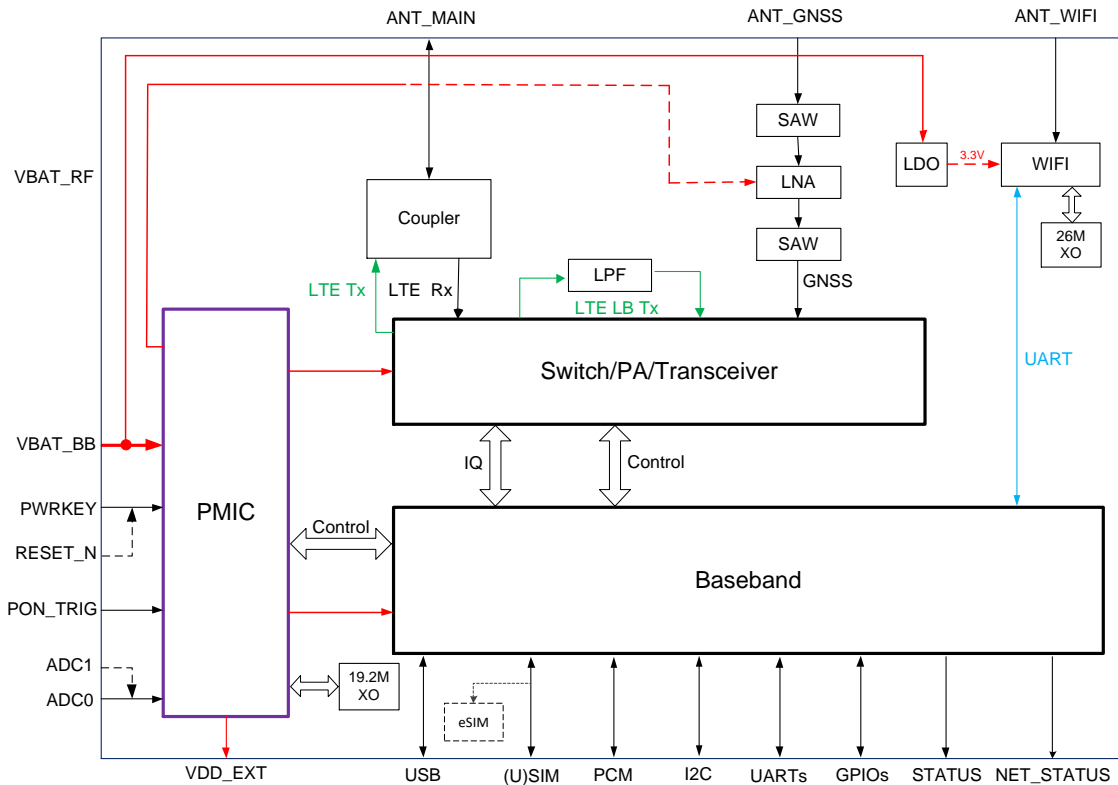 ANT_MAIN
ANT_GNSS
ANT_WIFI
SAW
VBAT_RF
LDO
3.3V
WIFI
LNA
Coupler
SAW
26M
XO
LPF
LTE Tx
LTE Rx
LTE LB Tx
GNSS
Switch/PA/Transceiver
UART
VBAT_BB
IQ
Control
PWRKEY
PMIC
Control
RESET_N
Baseband
PON_TRIG
ADC1
19.2M
XO
ADC0
eSIM
VDD_EXT
USB
(U)SIM
PCM
I2C
UARTs
GPIOs
STATUS
NET_STATUS